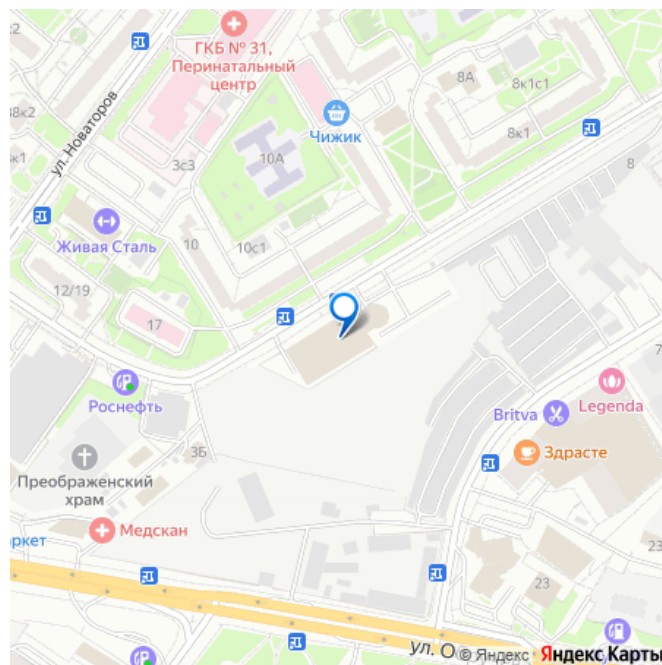 ГКБ № 31,
Перинатальный
центр
8А
8к1с1
38к2
ул. Новаторов
Чижик
8к1
3с3
10А
8
Живая Сталь
10
10с1
12/19
17
Роснефть
Legenda
Britva
Здрасте
3Б
Преображенский
храм
Медскан
23
23
ул. О
© Яндекс Яндекс Карты